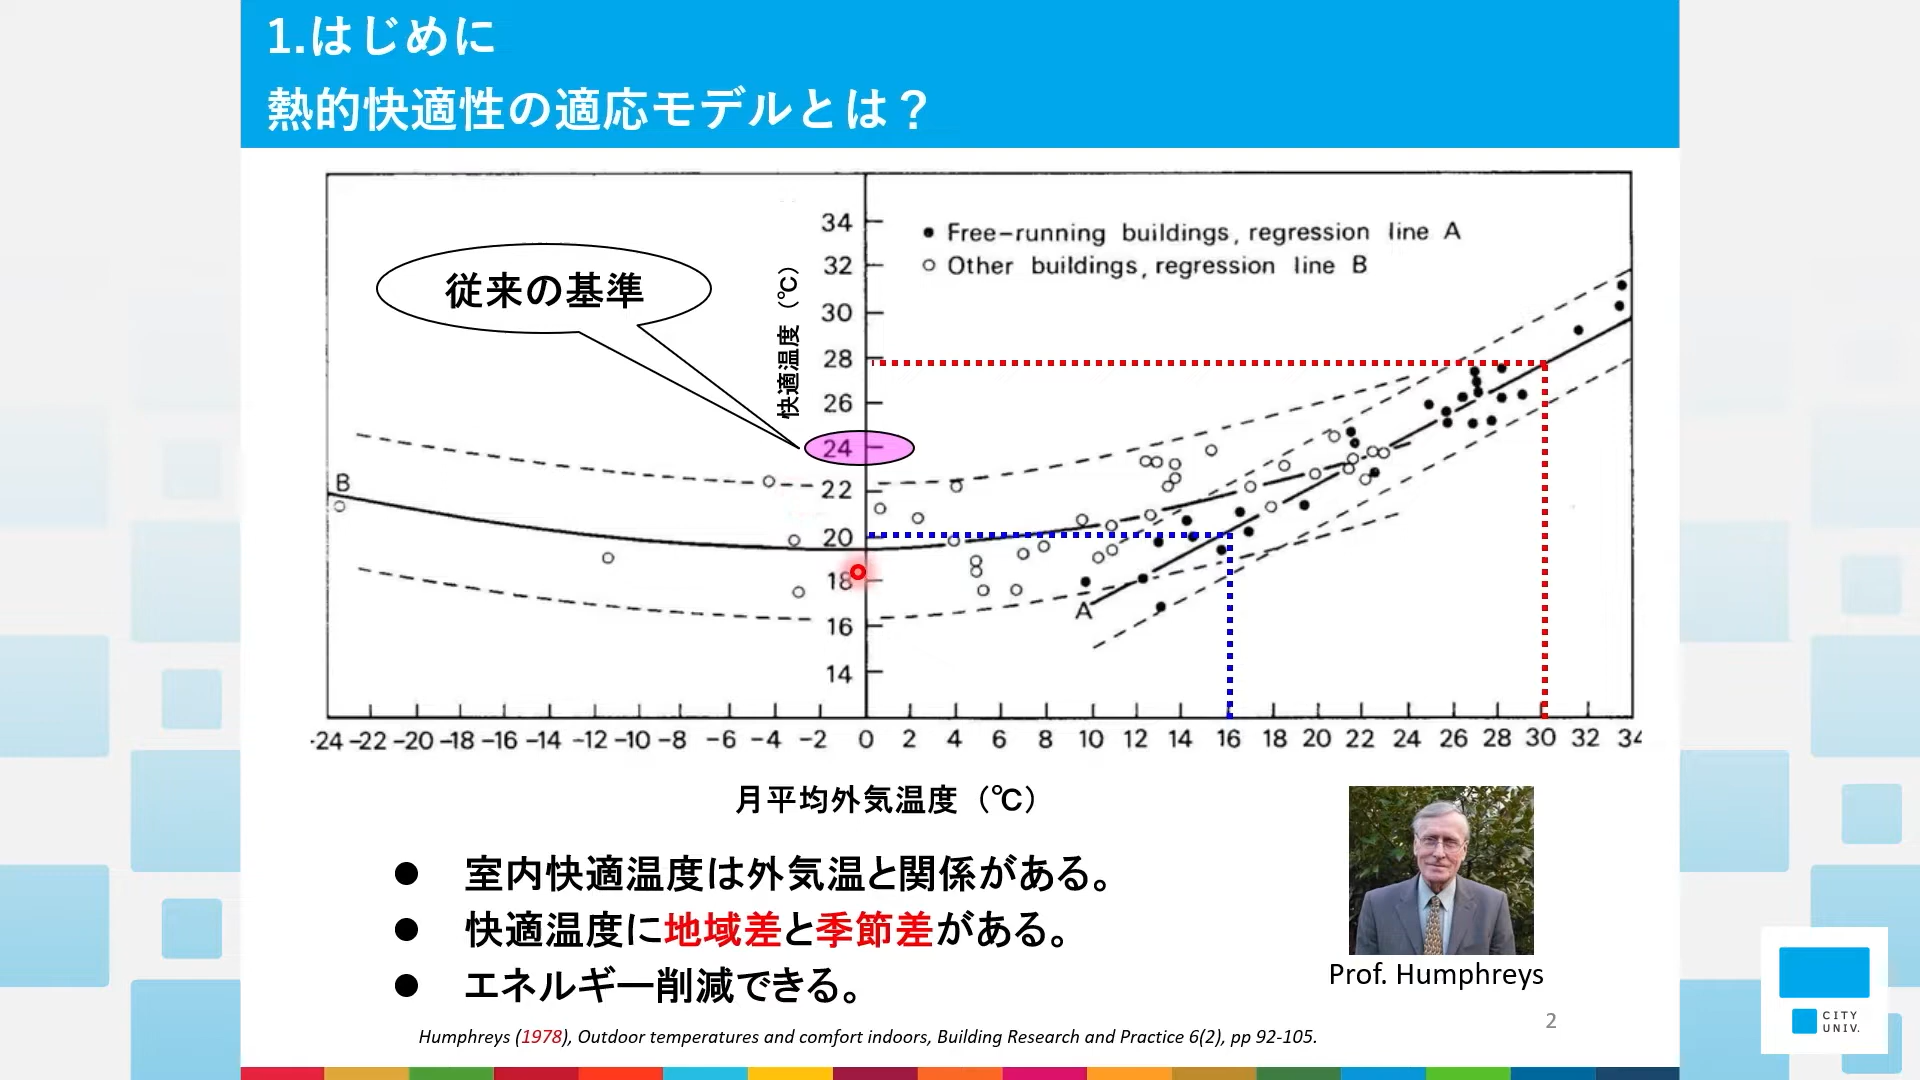 1.はじめに
熱的快適性の適応モデルとは？
34
32
30
28
26
24
22
20
18
16
14
快適温度（℃）
従来の基準
Free-running buildings, regression line A
Other buildings, regression line B
B
A
-24 -22 -20 -18 -16 -14 -12 -10 -8 -6 -4 -2 0 2 4 6 8 10 12 14 16 18 20 22 24 26 28 30 32 34
月平均外気温度（℃）
● 室内快適温度は外気温と関係がある。
● 快適温度に地域差と季節差がある。
● エネルギー削減できる。
Prof. Humphreys
Humphreys (1978), Outdoor temperatures and comfort indoors, Building Research and Practice 6(2), pp 92-105.
2
CITY
UNIV.